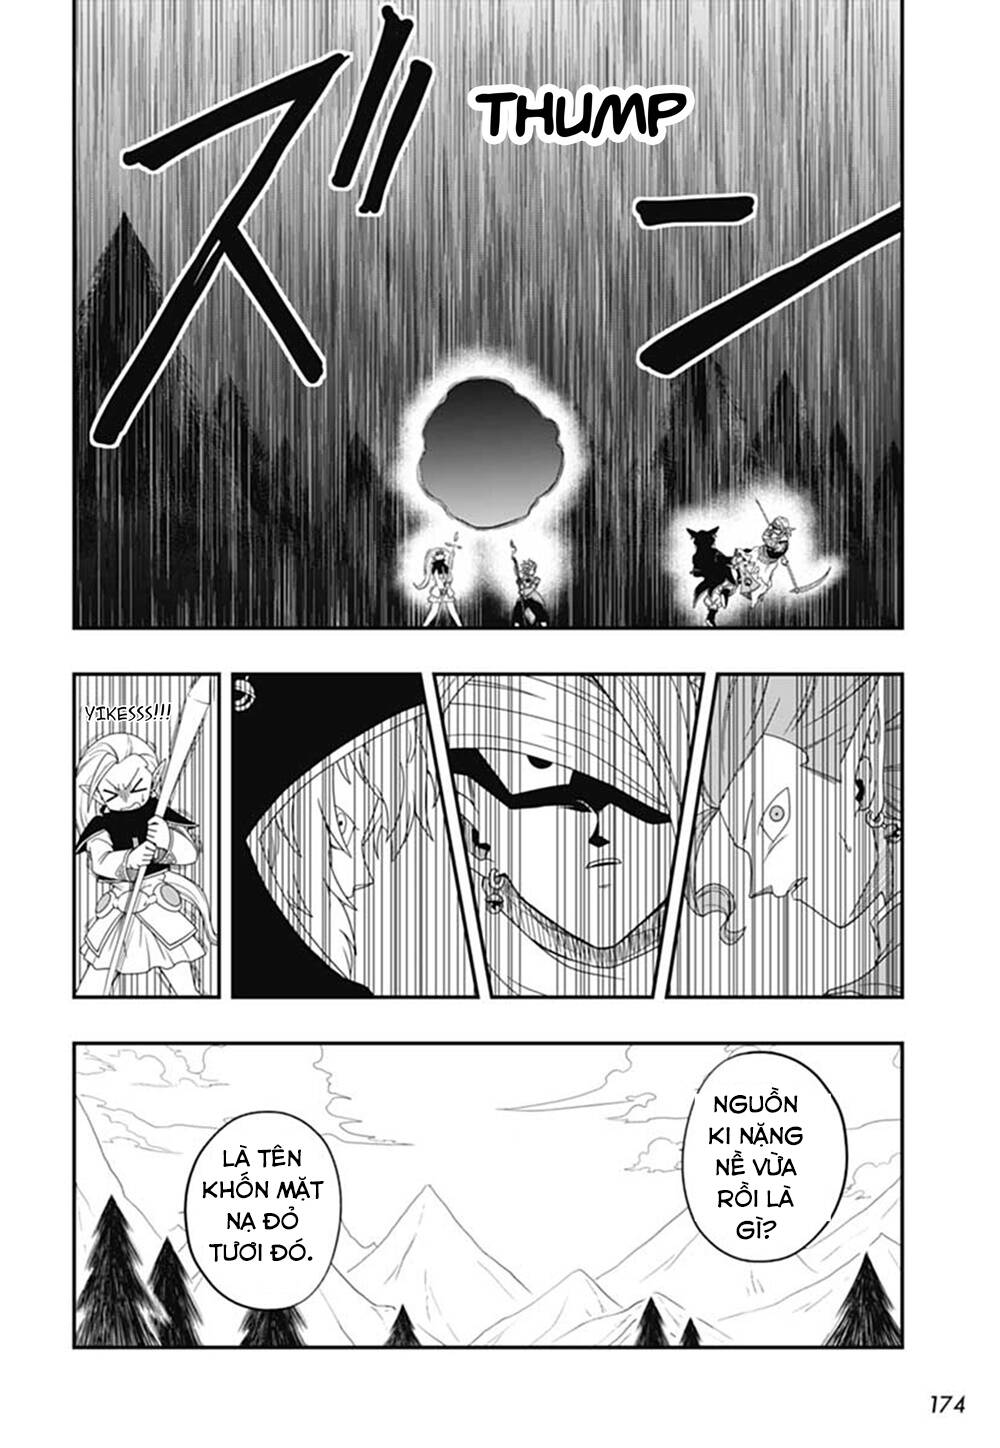 ズン
THUMP
YIKESSS!!!
NGUỒN
KI NẶNG
NỀ VỪA
RỒI LÀ
GÌ?
LÀ TÊN
KHỐN MẶT
NẠ ĐỎ
TƯƠI ĐÓ.
174